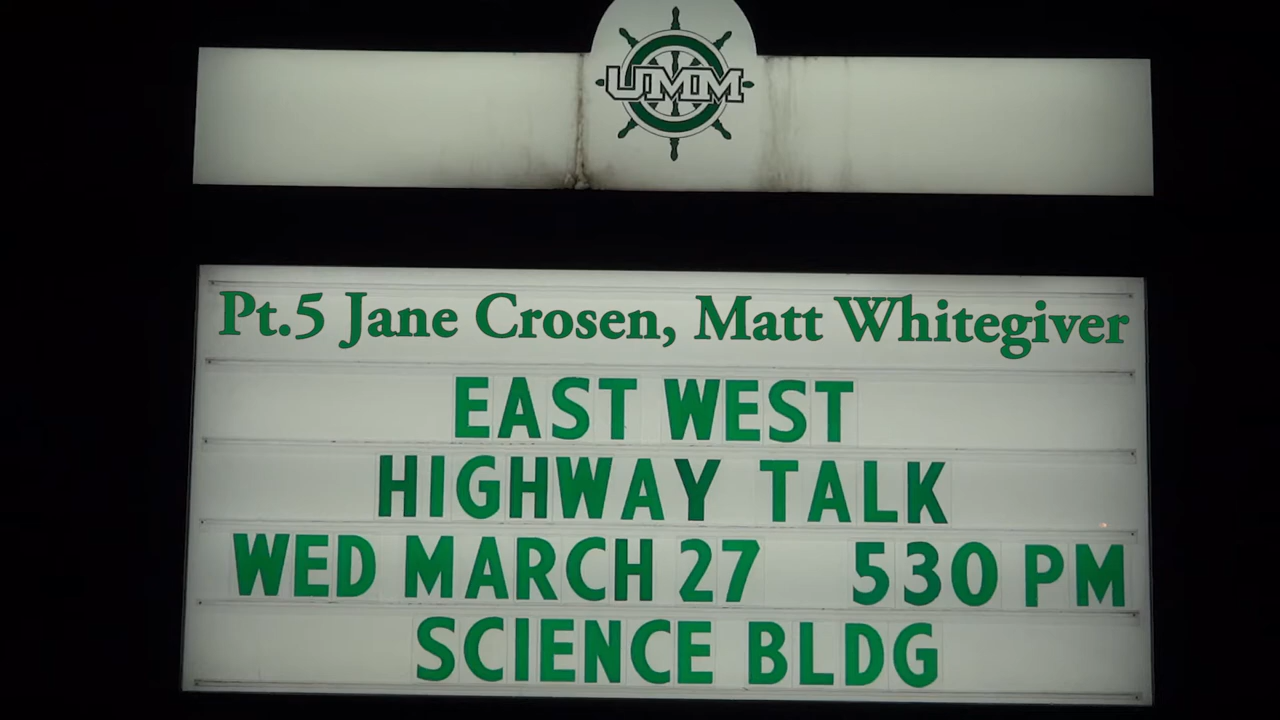 UMM
Pt.5 Jane Crosen, Matt Whitegiver
EAST WEST
HIGHWAY TALK
WED MARCH 27 530 PM
SCIENCE BLDG